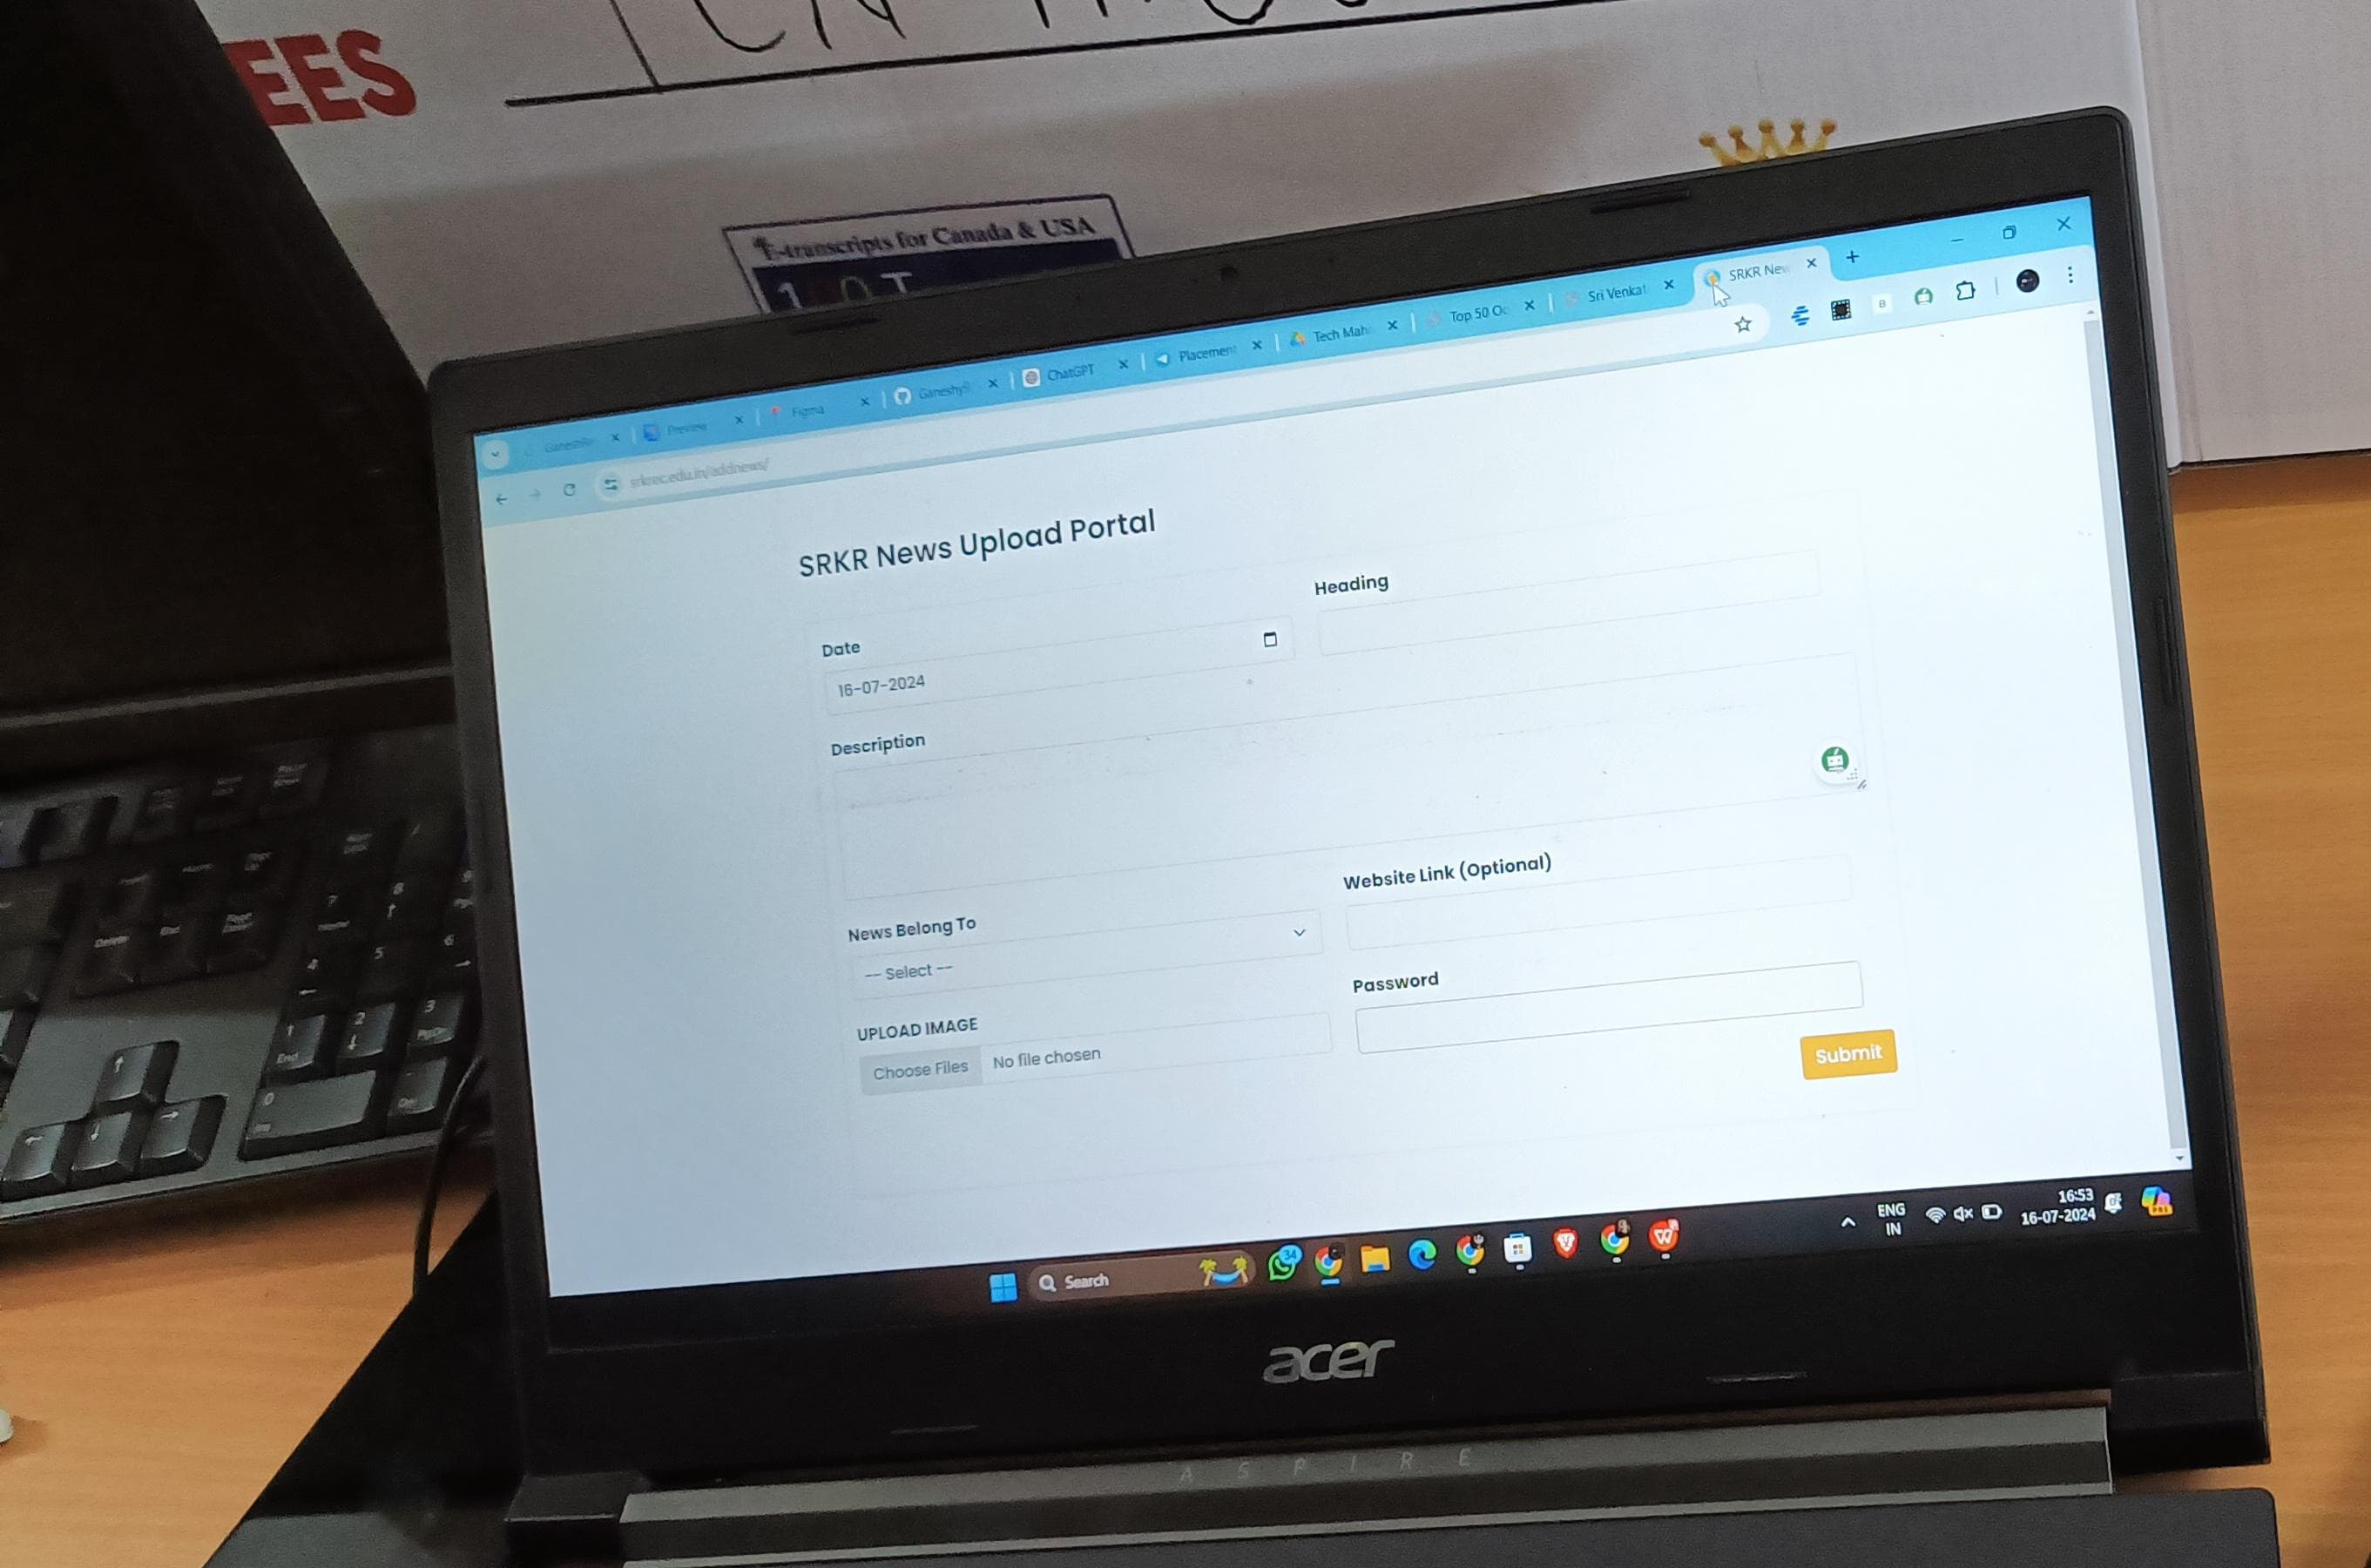 EES
E-transcripts for Canada & USA
Preview
Figma
ChatGPT
Placement
Tech Mah
Top 50 Oc
Sri Venkat
SRKR New
srkrec.edu.in/addnews/
SRKR News Upload Portal
Date
Heading
16-07-2024
Description
News Belong To
Website Link (Optional)
-- Select --
UPLOAD IMAGE
Password
Choose Files No file chosen
Submit
Search
34
ENG
IN
16:53
16-07-2024
acer
ASPIRE